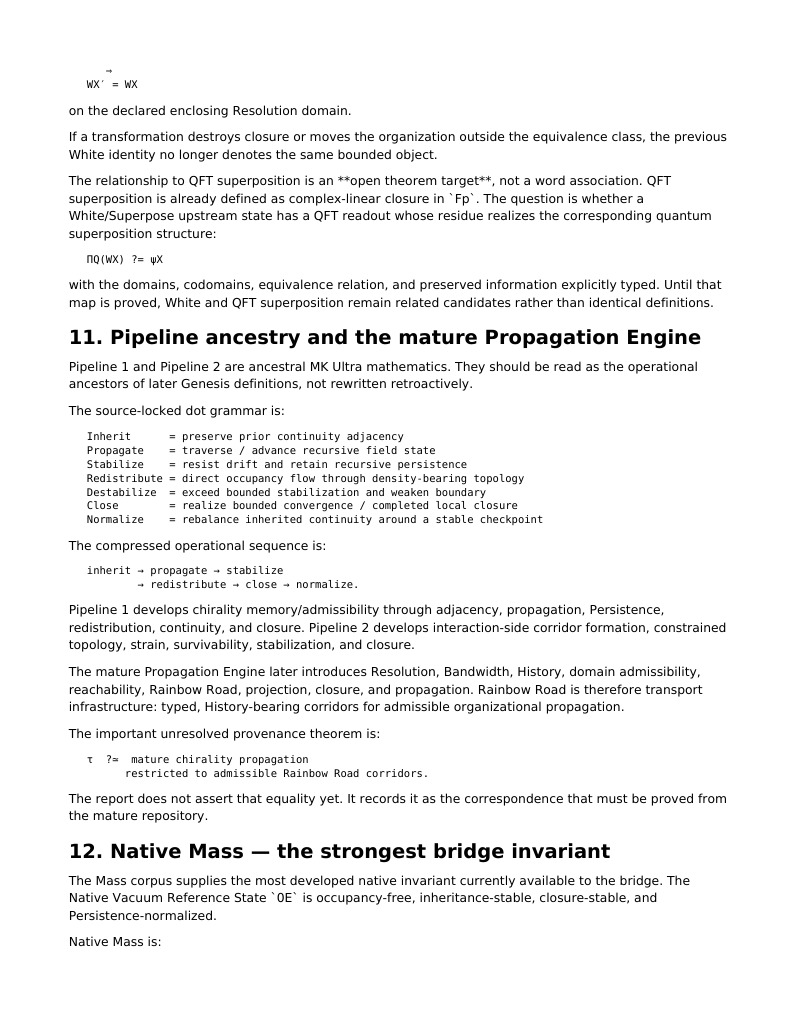 →
WX′ = WX
on the declared enclosing Resolution domain.
If a transformation destroys closure or moves the organization outside the equivalence class, the previous
White identity no longer denotes the same bounded object.
The relationship to QFT superposition is an **open theorem target**, not a word association. QFT
superposition is already defined as complex-linear closure in `Fp`. The question is whether a
White/Superpose upstream state has a QFT readout whose residue realizes the corresponding quantum
superposition structure:
ΠQ(WX) ?= ψX
with the domains, codomains, equivalence relation, and preserved information explicitly typed. Until that
map is proved, White and QFT superposition remain related candidates rather than identical definitions.
11. Pipeline ancestry and the mature Propagation Engine
Pipeline 1 and Pipeline 2 are ancestral MK Ultra mathematics. They should be read as the operational
ancestors of later Genesis definitions, not rewritten retroactively.
The source-locked dot grammar is:
Inherit      = preserve prior continuity adjacency
Propagate    = traverse / advance recursive field state
Stabilize    = resist drift and retain recursive persistence
Redistribute = direct occupancy flow through density-bearing topology
Destabilize  = exceed bounded stabilization and weaken boundary
Close        = realize bounded convergence / completed local closure
Normalize    = rebalance inherited continuity around a stable checkpoint
The compressed operational sequence is:
inherit → propagate → stabilize
→ redistribute → close → normalize.
Pipeline 1 develops chirality memory/admissibility through adjacency, propagation, Persistence,
redistribution, continuity, and closure. Pipeline 2 develops interaction-side corridor formation, constrained
topology, strain, survivability, stabilization, and closure.
The mature Propagation Engine later introduces Resolution, Bandwidth, History, domain admissibility,
reachability, Rainbow Road, projection, closure, and propagation. Rainbow Road is therefore transport
infrastructure: typed, History-bearing corridors for admissible organizational propagation.
The important unresolved provenance theorem is:
τ  ?≃  mature chirality propagation
restricted to admissible Rainbow Road corridors.
The report does not assert that equality yet. It records it as the correspondence that must be proved from
the mature repository.
12. Native Mass — the strongest bridge invariant
The Mass corpus supplies the most developed native invariant currently available to the bridge. The
Native Vacuum Reference State `0E` is occupancy-free, inheritance-stable, closure-stable, and
Persistence-normalized.
Native Mass is: